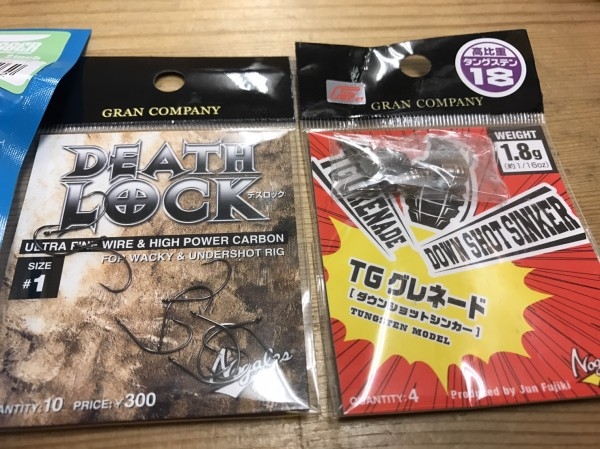 GRAN COMPANY
DEATH
LOCK
デスロック
ULTRA FINE WIRE & HIGH POWER CARBON
FOR WACKY & UNDERSHOT RIG
SIZE
#1
Nogales
QUANTITY:10 PRICE:¥300
GRAN COMPANY
高比重
タングステン
18
WEIGHT
1.8g
(約1/16oz)
TG GRENADE
DOWN SHOT SINKER
TG グレネード
[ダウンショットシンカー]
TUNGSTEN MODEL
Produced by Jun Fujiki
QUANTITY:4